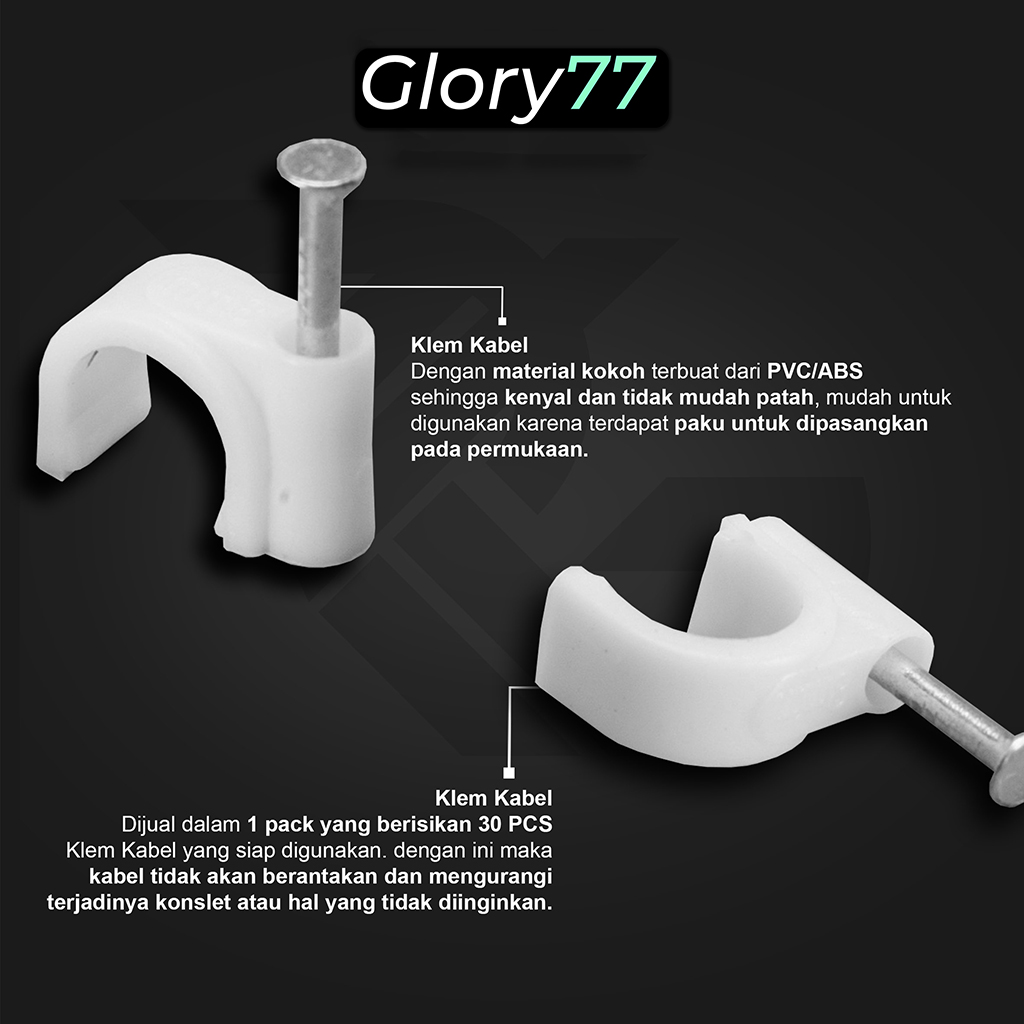 Glory77
Klem Kabel
Dengan material kokoh terbuat dari PVC/ABS
sehingga kenyal dan tidak mudah patah, mudah untuk
digunakan karena terdapat paku untuk dipasangkan
pada permukaan.
Klem Kabel
Dijual dalam 1 pack yang berisikan 30 PCS
Klem Kabel yang siap digunakan. dengan ini maka
kabel tidak akan berantakan dan mengurangi
terjadinya konslet atau hal yang tidak diinginkan.